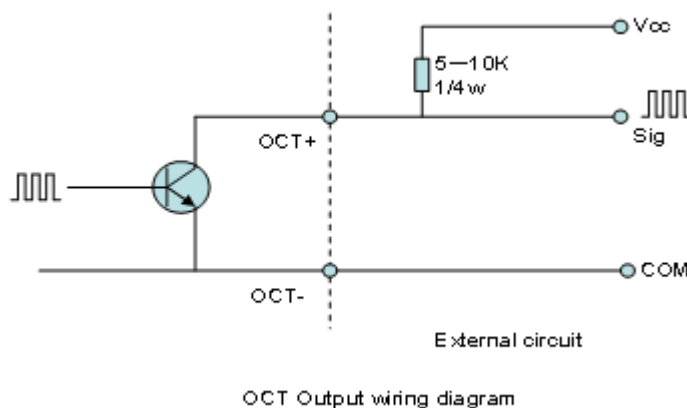 Vcc
5—10K
1/4w
OCT+
Sig
OCT-
COM
External circuit
OCT Output wiring diagram